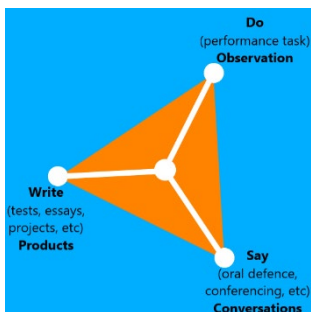 Do
(performance task)
Observation
Write
(tests, essays,
projects, etc)
Products
Say
(oral defence,
conferencing, etc)
Conversations